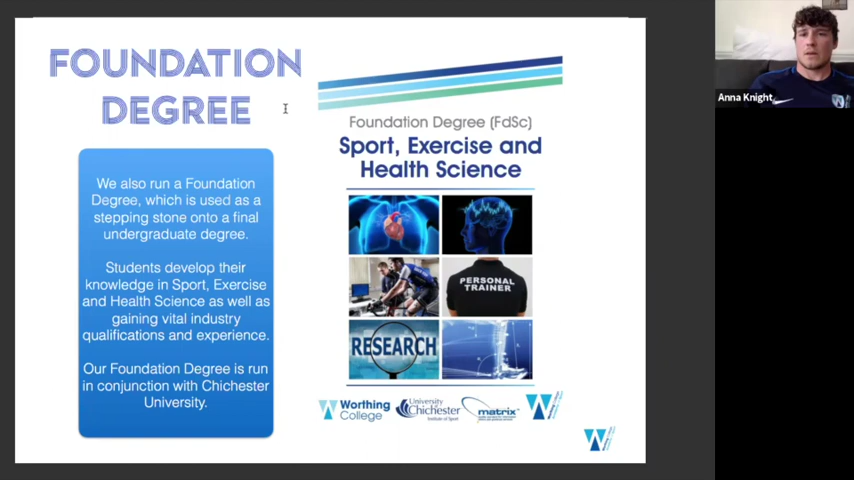 FOUNDATION
DEGREE
We also run a Foundation
Degree, which is used as a
stepping stone onto a final
undergraduate degree.
Students develop their
knowledge in Sport, Exercise
and Health Science as well as
gaining vital industry
qualifications and experience.
Our Foundation Degree is run
in conjunction with Chichester
University.
Foundation Degree (FdSc)
Sport, Exercise and
Health Science
PERSONAL
TRAINER
RESEARCH
Worthing
College
University of
Chichester
Institute of Sport
matrix
Anna Knight